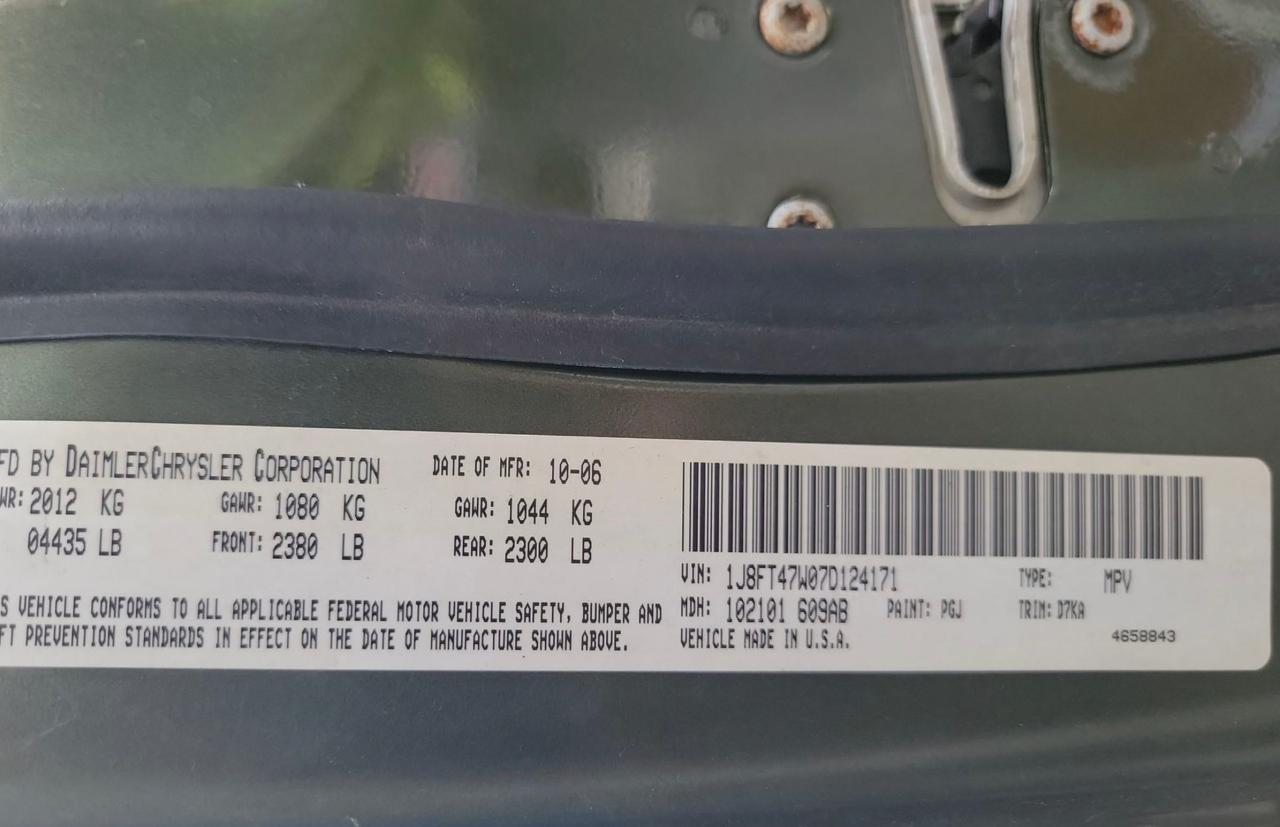 FD BY DAIMLERCHRYSLER CORPORATION DATE OF MFR: 10-06
WR: 2012 KG GAWR: 1080 KG GAWR: 1044 KG
04435 LB FRONT: 2380 LB REAR: 2300 LB
S VEHICLE CONFORMS TO ALL APPLICABLE FEDERAL MOTOR VEHICLE SAFETY, BUMPER AND
FT PREVENTION STANDARDS IN EFFECT ON THE DATE OF MANUFACTURE SHOWN ABOVE.
VIN: 1J8FT47W07D124171 TYPE: MPV
MDH: 102101 609AB PAINT: PGJ TRIM: D7KA
VEHICLE MADE IN U.S.A. 4658843